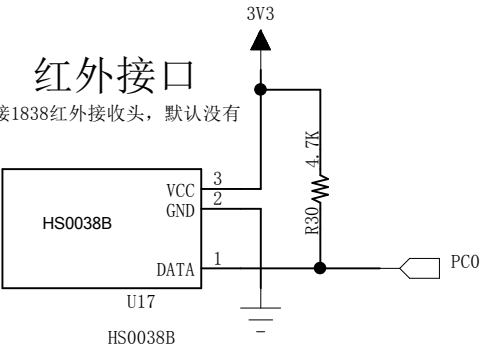 3V3
红外接口
接1838红外接收头，默认没有
4.7K
VCC 3
GND 2
HS0038B
R30
DATA 1
PC0
U17
HS0038B